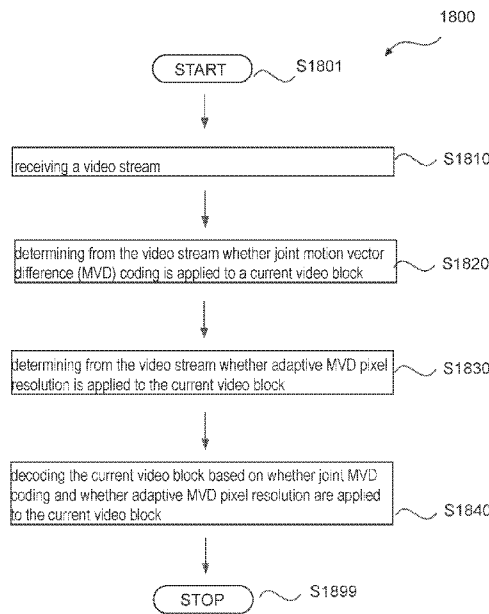 1800
START
S1801
receiving a video stream
S1810
determining from the video stream whether joint motion vector
difference (MVD) coding is applied to a current video block
S1820
determining from the video stream whether adaptive MVD pixel
resolution is applied to the current video block
S1830
decoding the current video block based on whether joint MVD
coding and whether adaptive MVD pixel resolution are applied
to the current video block
S1840
STOP
S1899